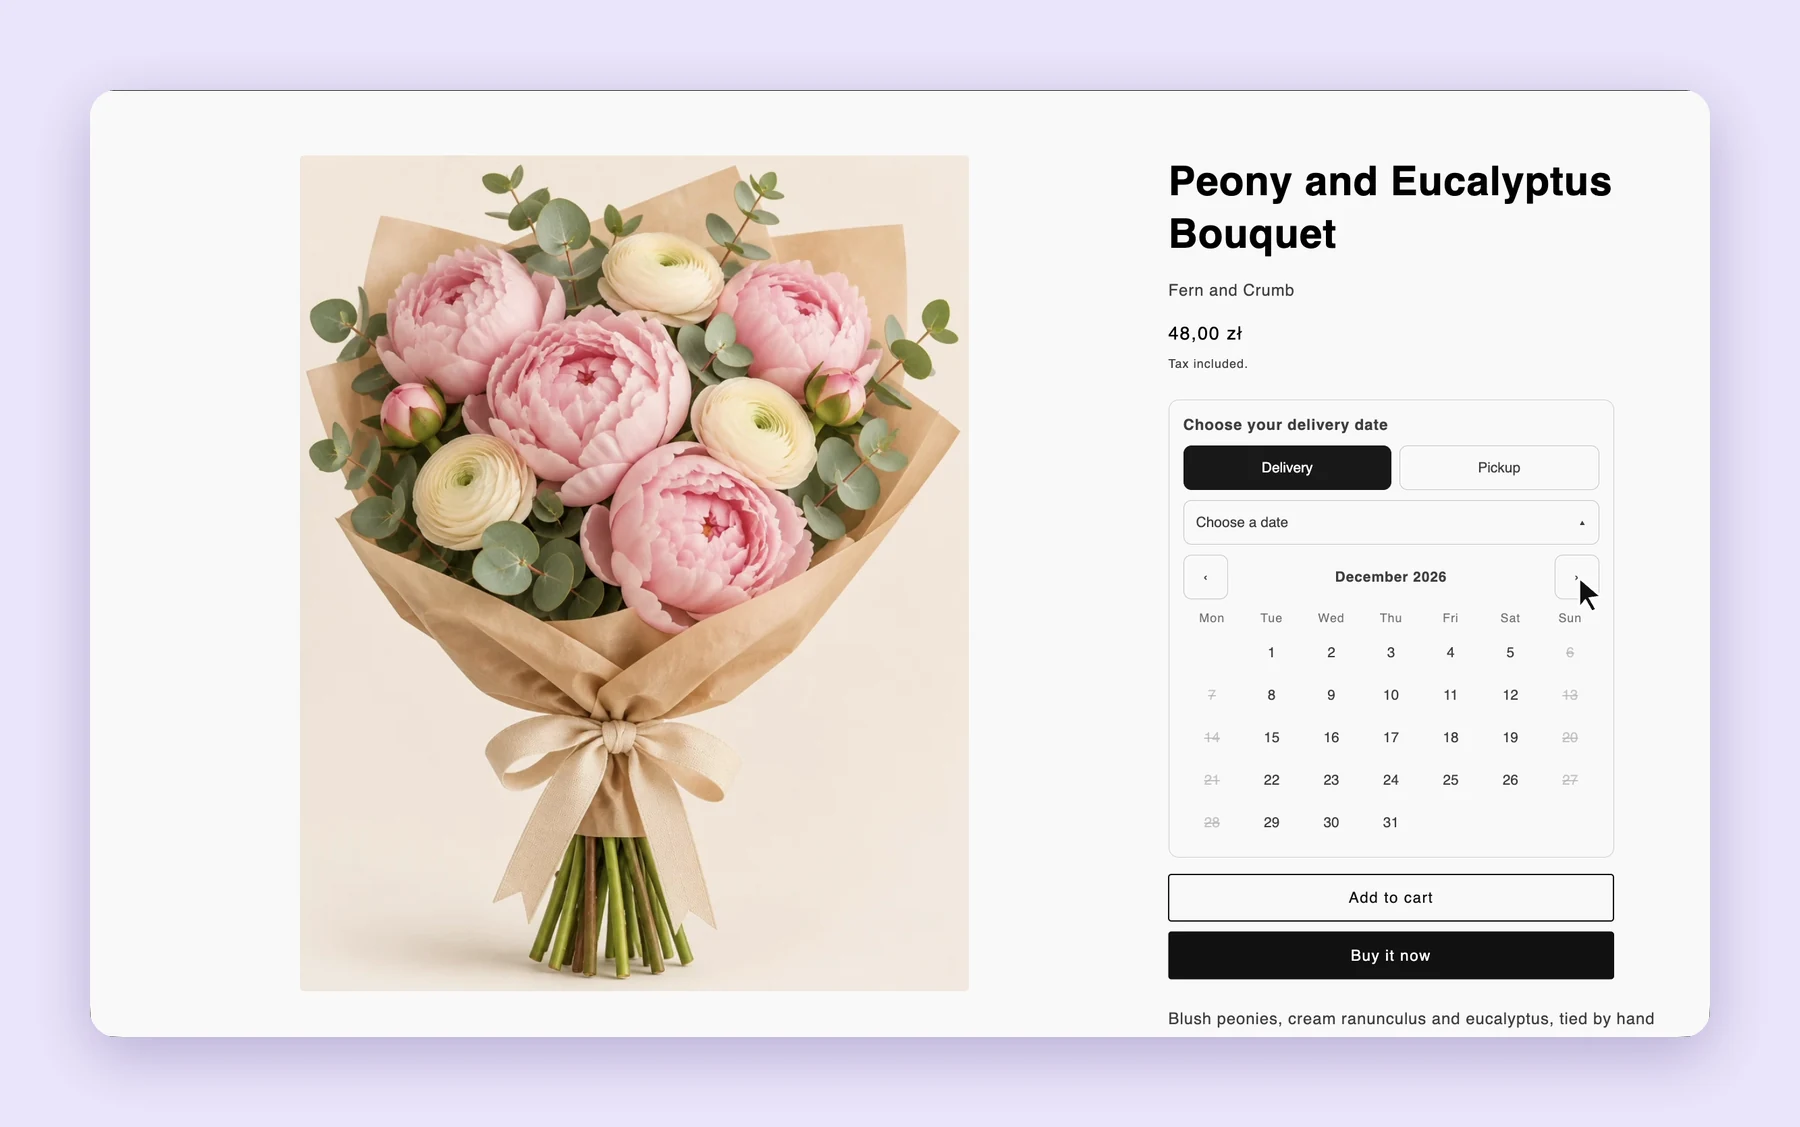 Peony and Eucalyptus
Bouquet
Fern and Crumb
48,00 zł
Tax included.
Choose your delivery date
Delivery Pickup
Choose a date ▲
‹ December 2026 ›
Mon Tue Wed Thu Fri Sat Sun
1 2 3 4 5 6
7 8 9 10 11 12 13
14 15 16 17 18 19 20
21 22 23 24 25 26 27
28 29 30 31
Add to cart
Buy it now
Blush peonies, cream ranunculus and eucalyptus, tied by hand